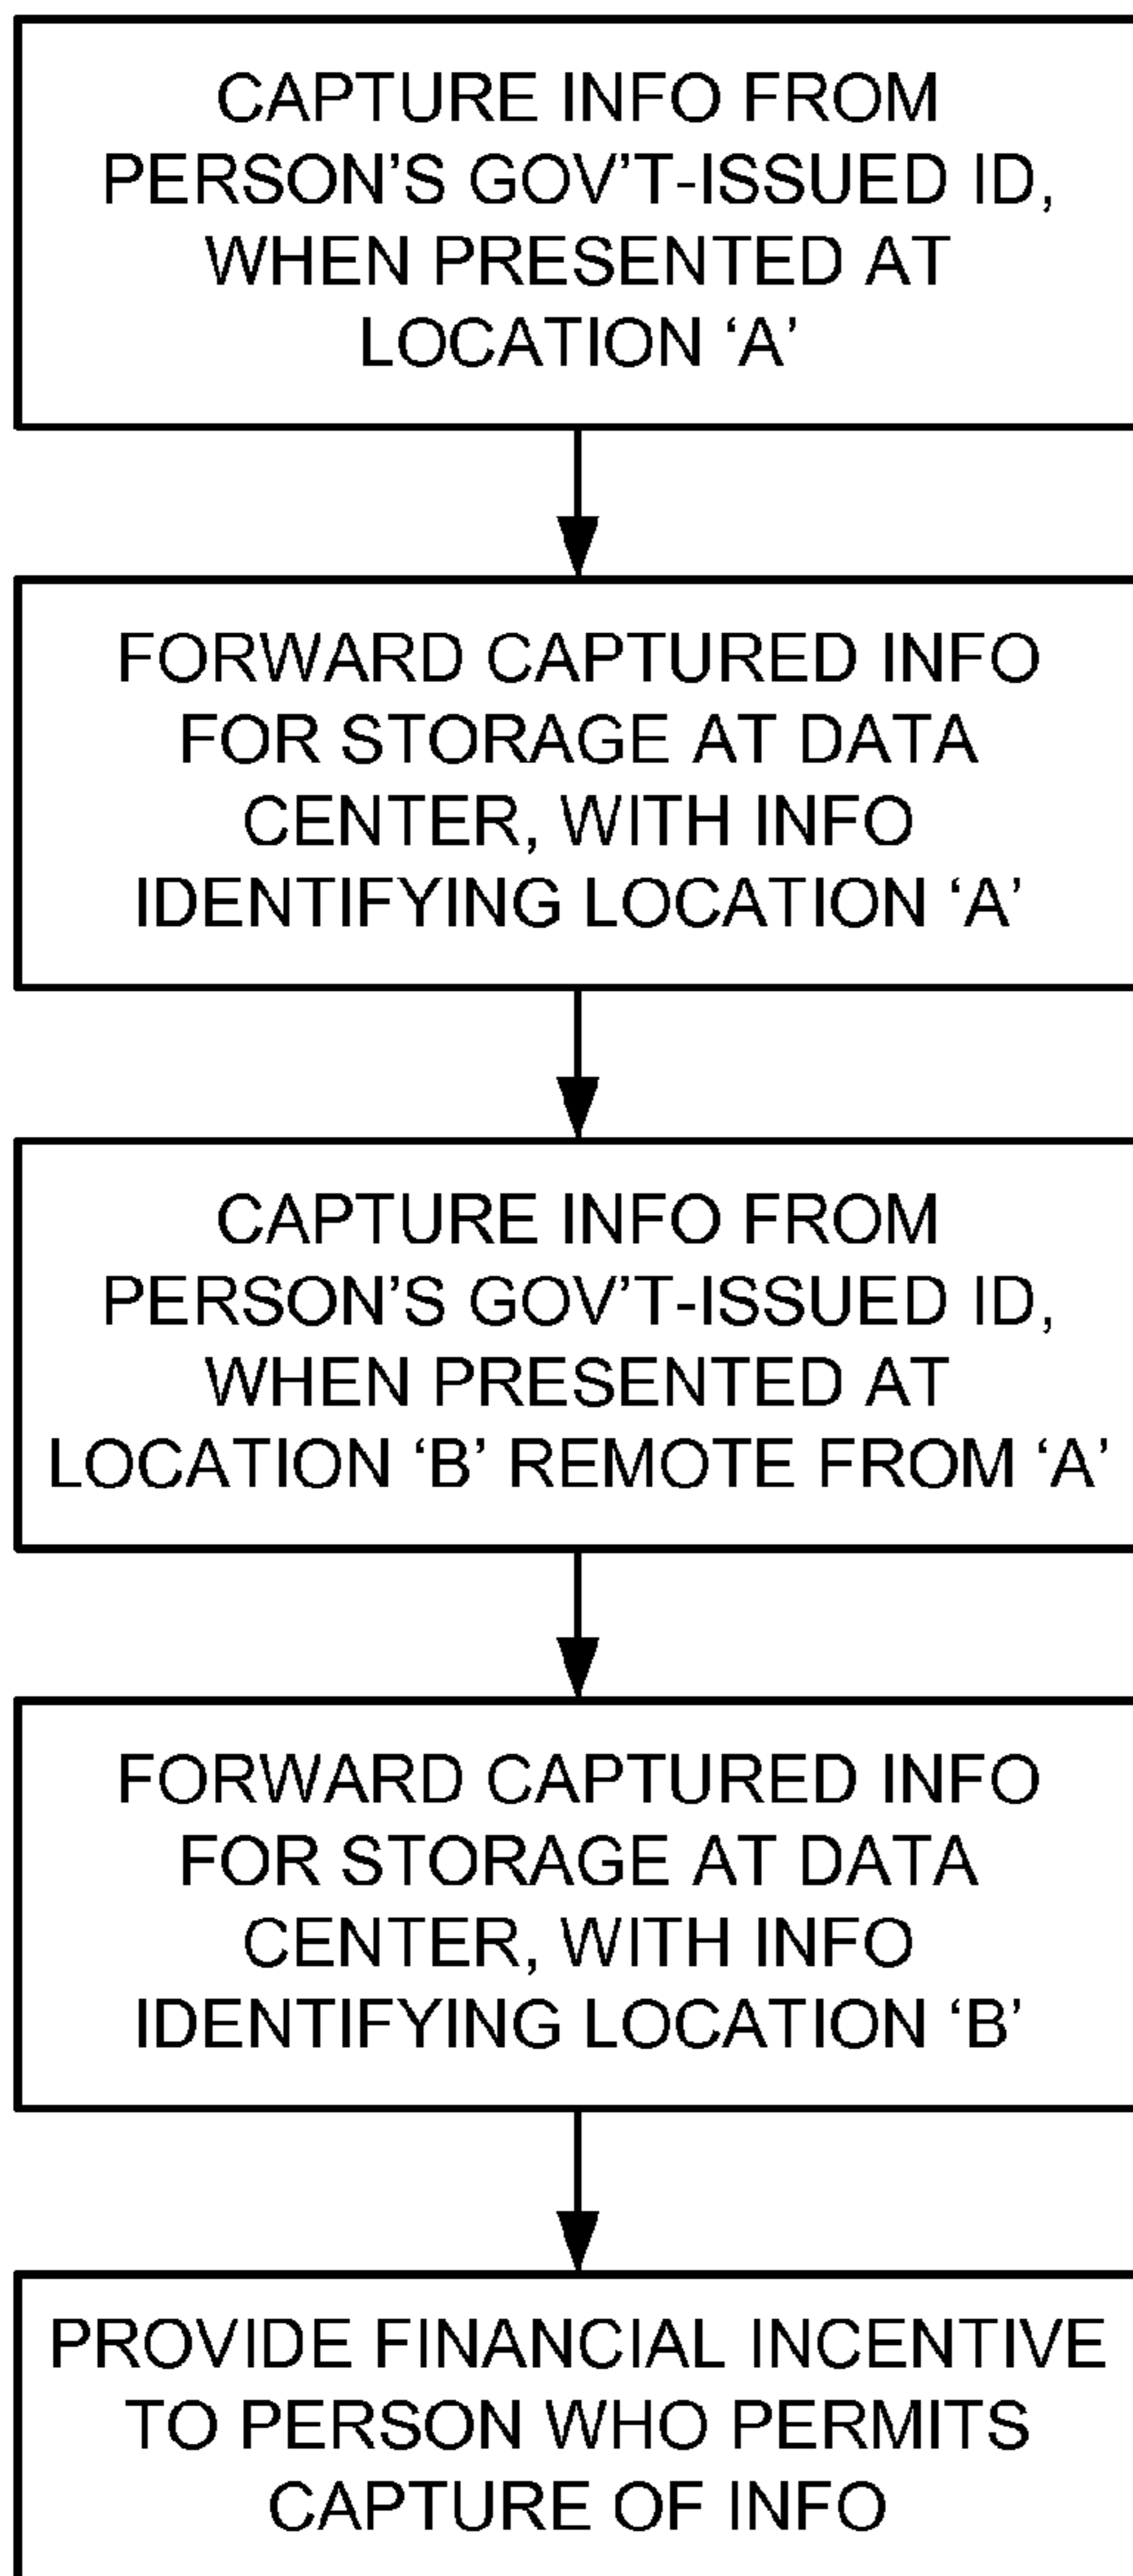 CAPTURE INFO FROM
PERSON’S GOV’T-ISSUED ID,
WHEN PRESENTED AT
LOCATION ‘A’
FORWARD CAPTURED INFO
FOR STORAGE AT DATA
CENTER, WITH INFO
IDENTIFYING LOCATION ‘A’
CAPTURE INFO FROM
PERSON’S GOV’T-ISSUED ID,
WHEN PRESENTED AT
LOCATION ‘B’ REMOTE FROM ‘A’
FORWARD CAPTURED INFO
FOR STORAGE AT DATA
CENTER, WITH INFO
IDENTIFYING LOCATION ‘B’
PROVIDE FINANCIAL INCENTIVE
TO PERSON WHO PERMITS
CAPTURE OF INFO